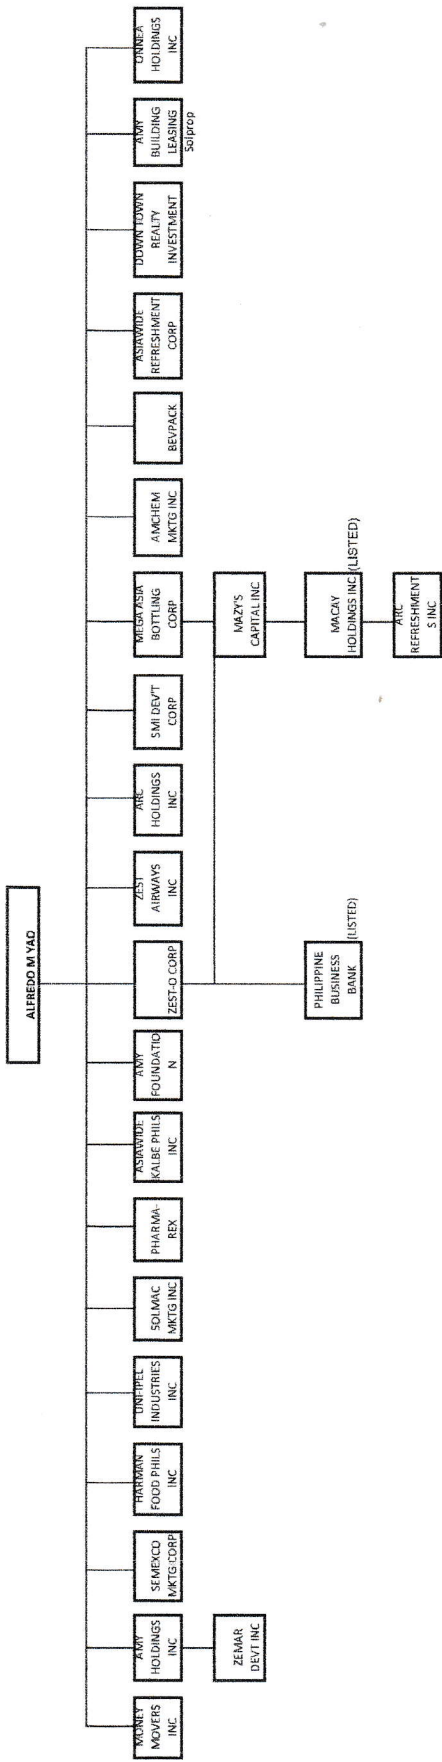 ALFREDO M YAO
MONEY
MOVERS
INC
AMY
HOLDINGS
INC
SEMEXCO
MKTG CORP
HARMAN
FOOD PHILS
INC
UNI-IPEL
INDUSTRIES
INC
SOLMAC
MKTG INC
PHARMA-
REX
ASIAWIDE
KALBE PHILS
INC
AMY
FOUNDATIO
N
ZEST-O CORP
ZEST
AIRWAYS
INC
ARC
HOLDINGS
INC
SMI DEV'T
CORP
MEGA ASIA
BOTTLING
CORP
AMCHEM
MKTG INC
BEVPACK
ASIAWIDE
REFRESHMENT
CORP
DOWN TOWN
REALTY
INVESTMENT
AMY
BUILDING
LEASING
Solprop
ONNEA
HOLDINGS
INC
ZEMAR
DEVT INC
MAZY'S
CAPITAL INC
PHILIPPINE
BUSINESS
BANK
(LISTED)
MACAY
HOLDINGS INC (LISTED)
ARC
REFRESHMENT
S INC